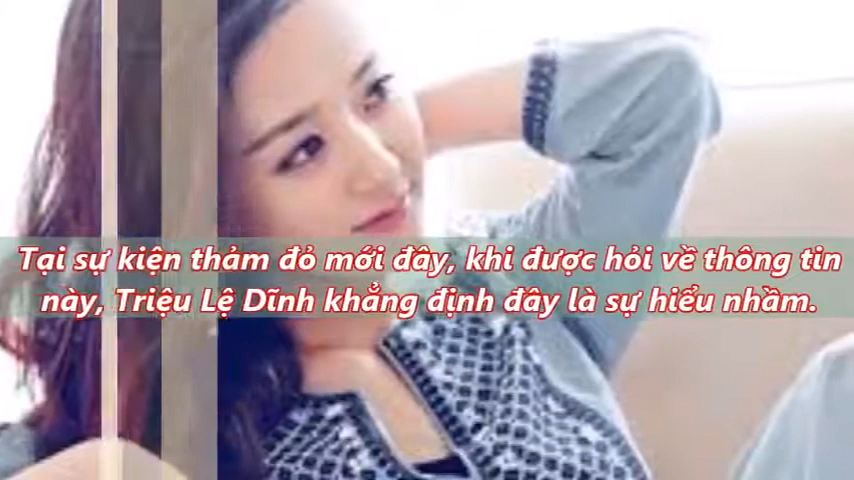 Tại sự kiện thảm đỏ mới đây, khi được hỏi về thông tin
này, Triệu Lệ Dĩnh khẳng định đây là sự hiểu nhầm.